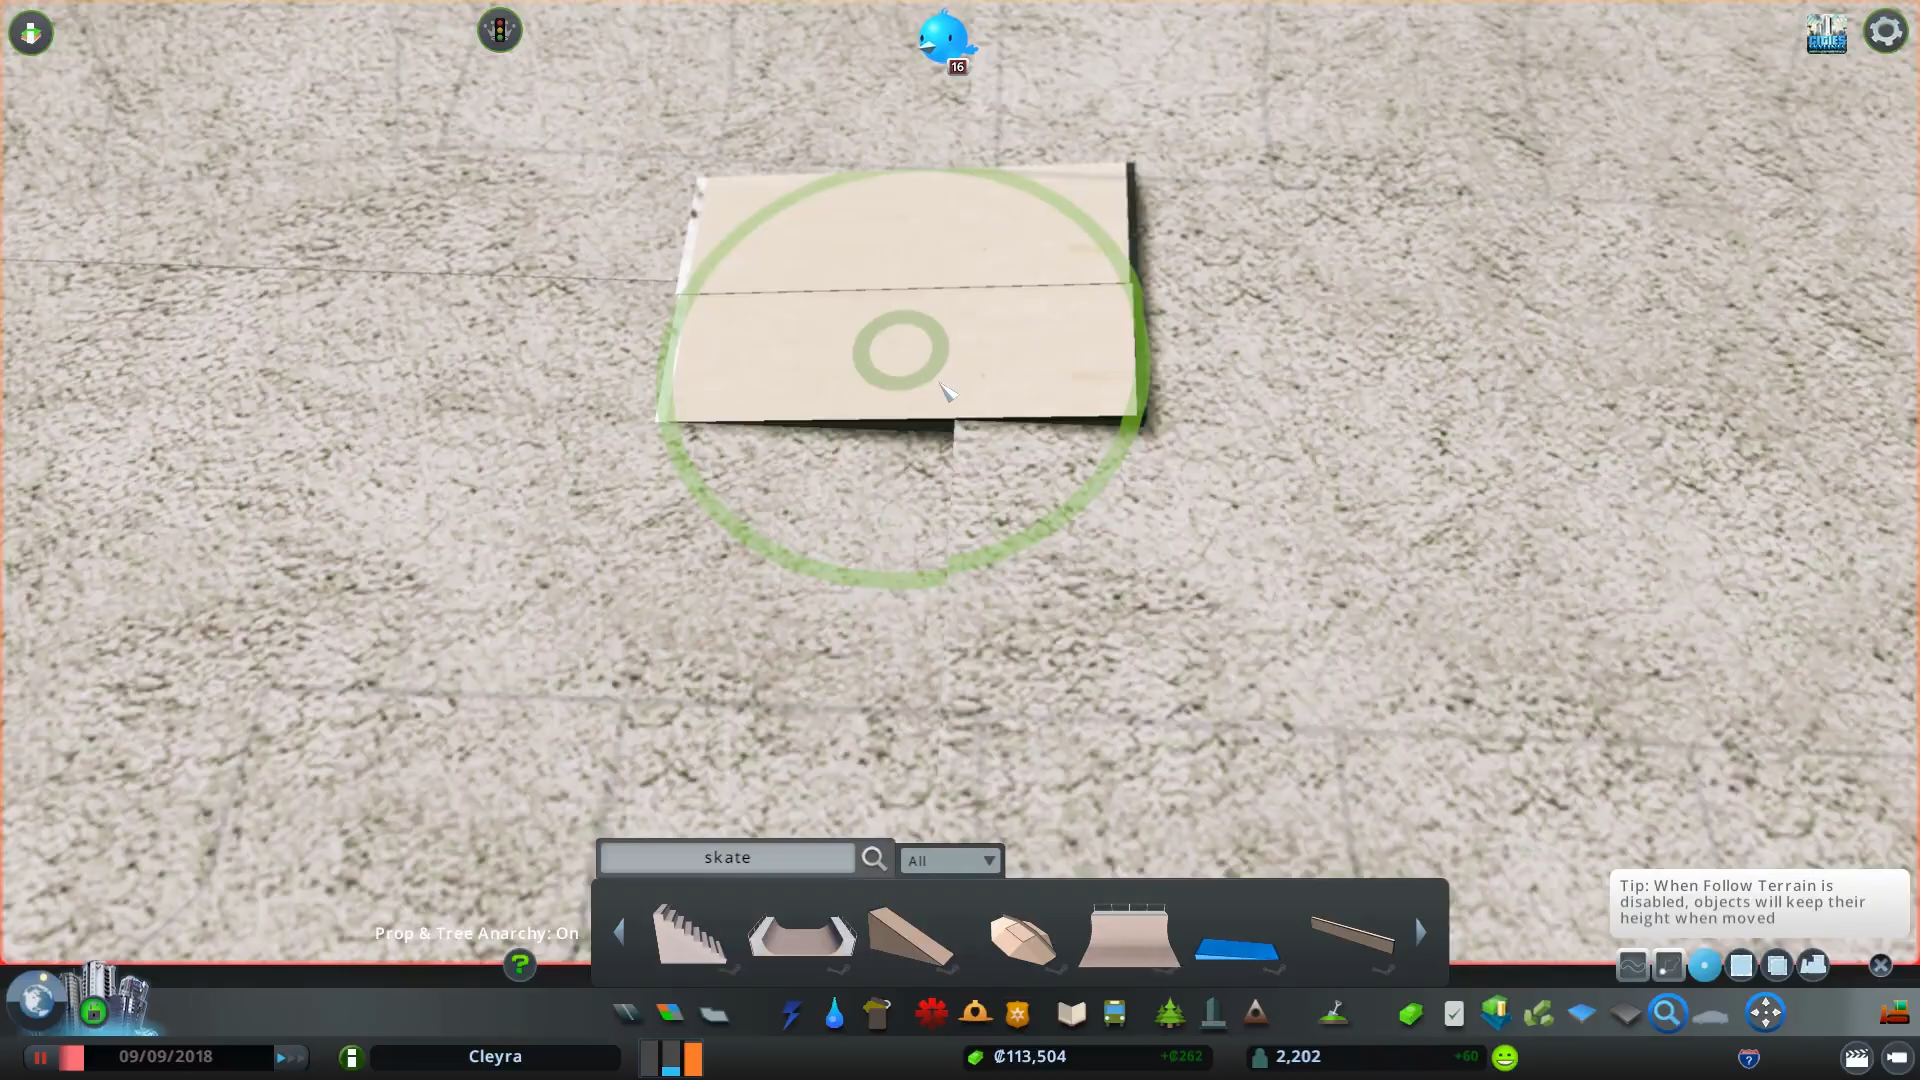 16
CITIES
skate
All
Tip: When Follow Terrain is
disabled, objects will keep their
height when moved
Prop & Tree Anarchy: On
?
09/09/2018
Cleyra
₡113,504
+₡262
2,202
+60
?